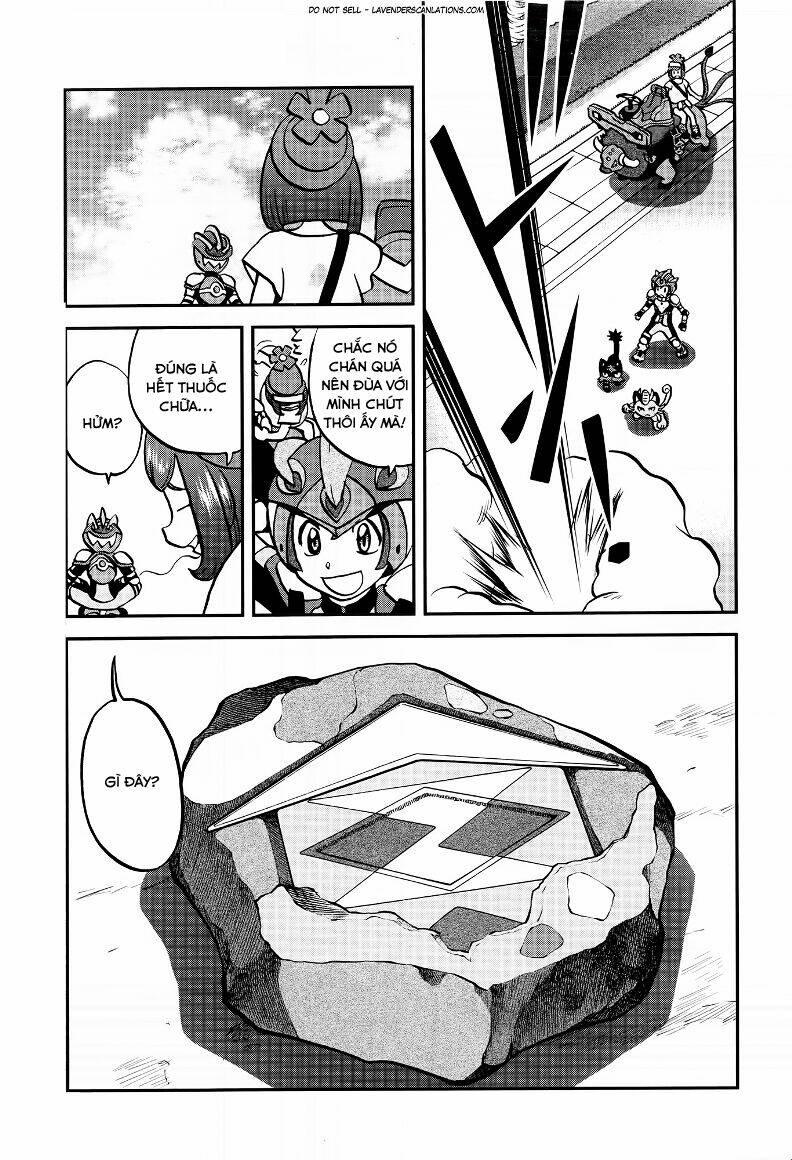 DO NOT SELL - LAVENDERSCANLATIONS.COM
CHẮC NÓ
CHÁN QUÁ
NÊN ĐÙA VỚI
MÌNH CHÚT
THÔI ẤY MÀ!
ĐÚNG LÀ
HẾT THUỐC
CHỮA...
HỬM?
GÌ ĐÂY?